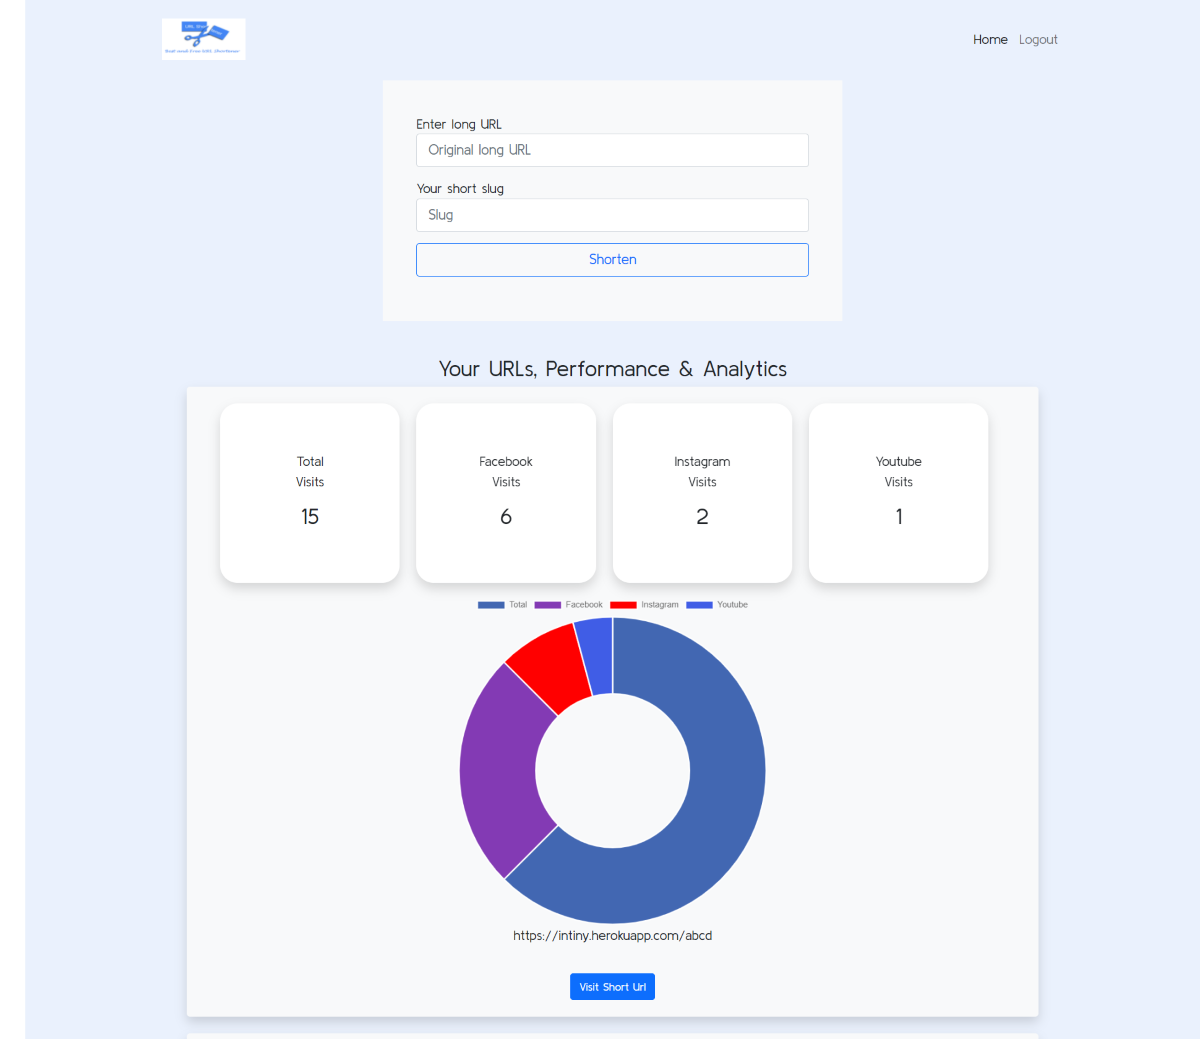 Home Logout
Enter long URL
Original long URL
Your short slug
Slug
Shorten
Your URLs, Performance & Analytics
Total
Visits
15
Facebook
Visits
6
Instagram
Visits
2
Youtube
Visits
1
Total Facebook Instagram Youtube
https://intiny.herokuapp.com/abcd
Visit Short Url